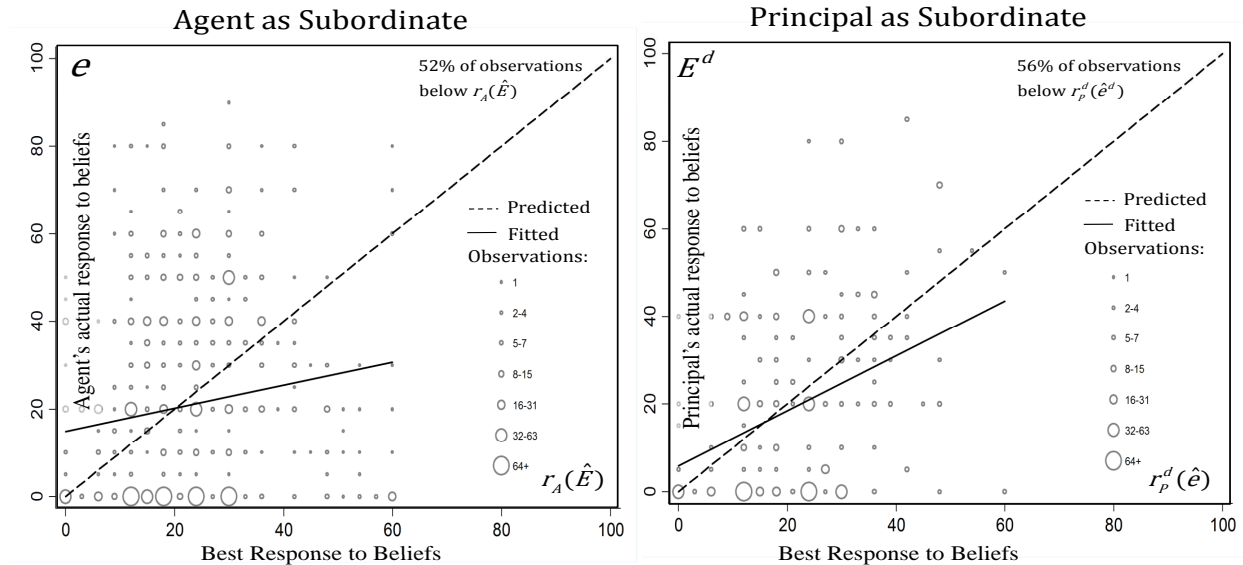 Agent as Subordinate
e
52% of observations
below r_A(Ê)
Agent's actual response to beliefs
100
80
60
40
20
0
Predicted
Fitted
Observations:
1
2-4
5-7
8-15
16-31
32-63
64+
r_A(Ê)
0 20 40 60 80 100
Best Response to Beliefs
Principal as Subordinate
E^d
56% of observations
below r_P^d(ê^d)
Principal's actual response to beliefs
100
80
60
40
20
0
Predicted
Fitted
Observations:
1
2-4
5-7
8-15
16-31
32-63
64+
r_P^d(ê)
0 20 40 60 80 100
Best Response to Beliefs